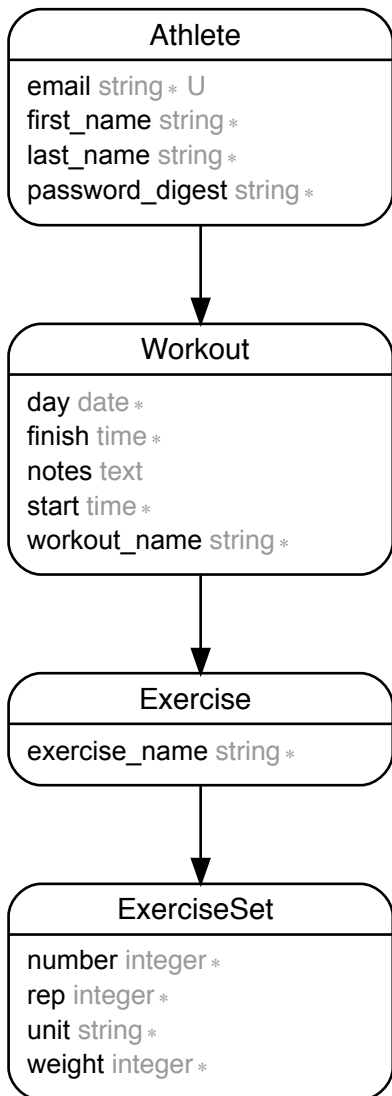 Athlete
email string * U
first_name string *
last_name string *
password_digest string *
Workout
day date *
finish time *
notes text
start time *
workout_name string *
Exercise
exercise_name string *
ExerciseSet
number integer *
rep integer *
unit string *
weight integer *